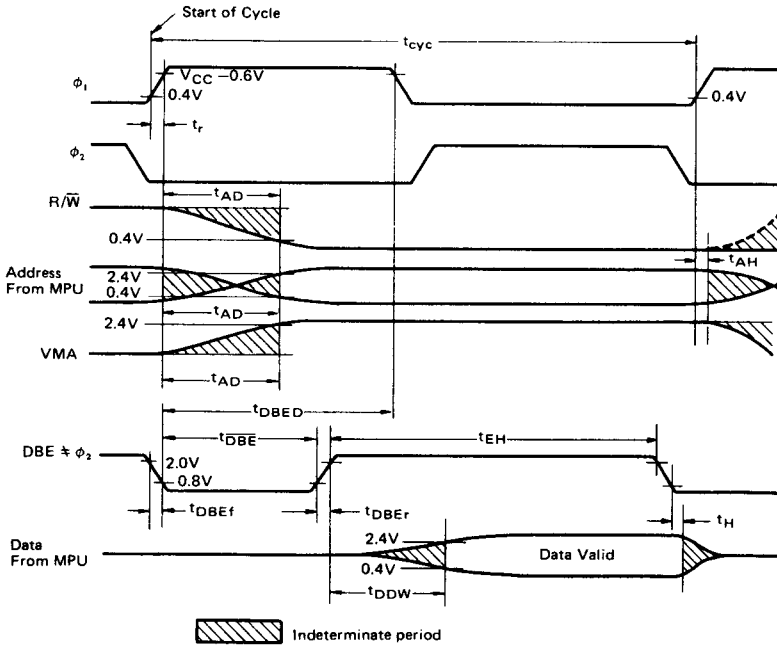 Start of Cycle
tcyc
VCC −0.6V
0.4V
0.4V
ϕ1
tr
ϕ2
tAD
R/W̅
0.4V
tAH
Address
From MPU
2.4V
0.4V
tAD
2.4V
VMA
tAD
tDBED
tD̅B̅E̅
tEH
DBE ≠ ϕ2
2.0V
0.8V
tDBEf
tDBEr
tH
Data
From MPU
2.4V
Data Valid
0.4V
tDDW
Indeterminate period